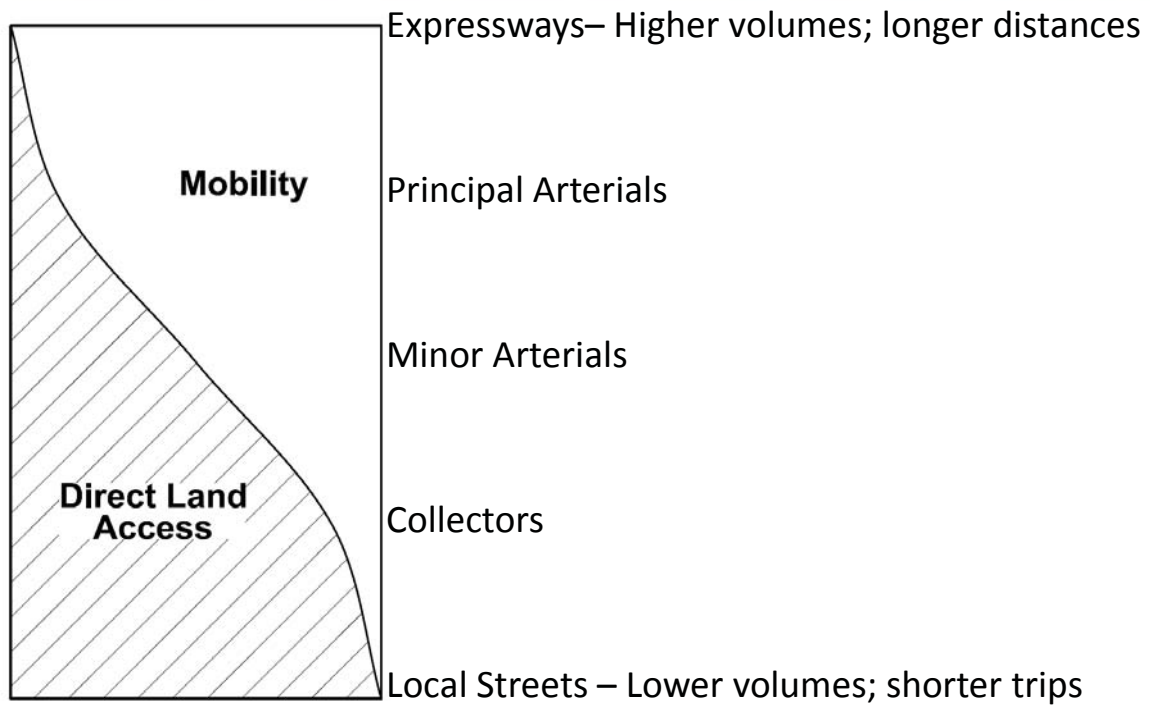 Expressways– Higher volumes; longer distances
Mobility
Principal Arterials
Minor Arterials
Direct Land
Access
Collectors
Local Streets – Lower volumes; shorter trips